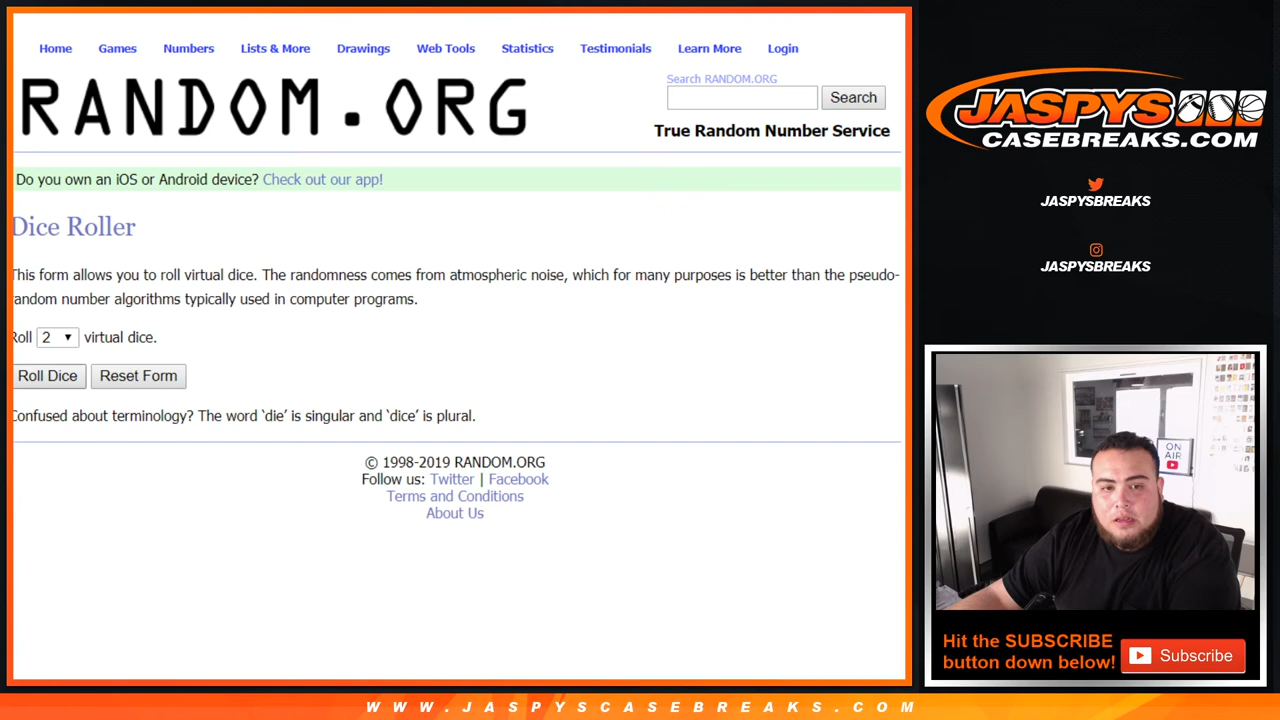 Home Games Numbers Lists & More Drawings Web Tools Statistics Testimonials Learn More Login
RANDOM.ORG
Search RANDOM.ORG
Search
True Random Number Service
Do you own an iOS or Android device? Check out our app!
Dice Roller
This form allows you to roll virtual dice. The randomness comes from atmospheric noise, which for many purposes is better than the pseudo-
random number algorithms typically used in computer programs.
Roll 2 virtual dice.
Roll Dice Reset Form
Confused about terminology? The word ‘die’ is singular and ‘dice’ is plural.
© 1998-2019 RANDOM.ORG
Follow us: Twitter | Facebook
Terms and Conditions
About Us
JASPYS
CASEBREAKS.COM
JASPYSBREAKS
JASPYSBREAKS
ON
AIR
Hit the SUBSCRIBE
button down below!
Subscribe
WWW.JASPYSCASEBREAKS.COM